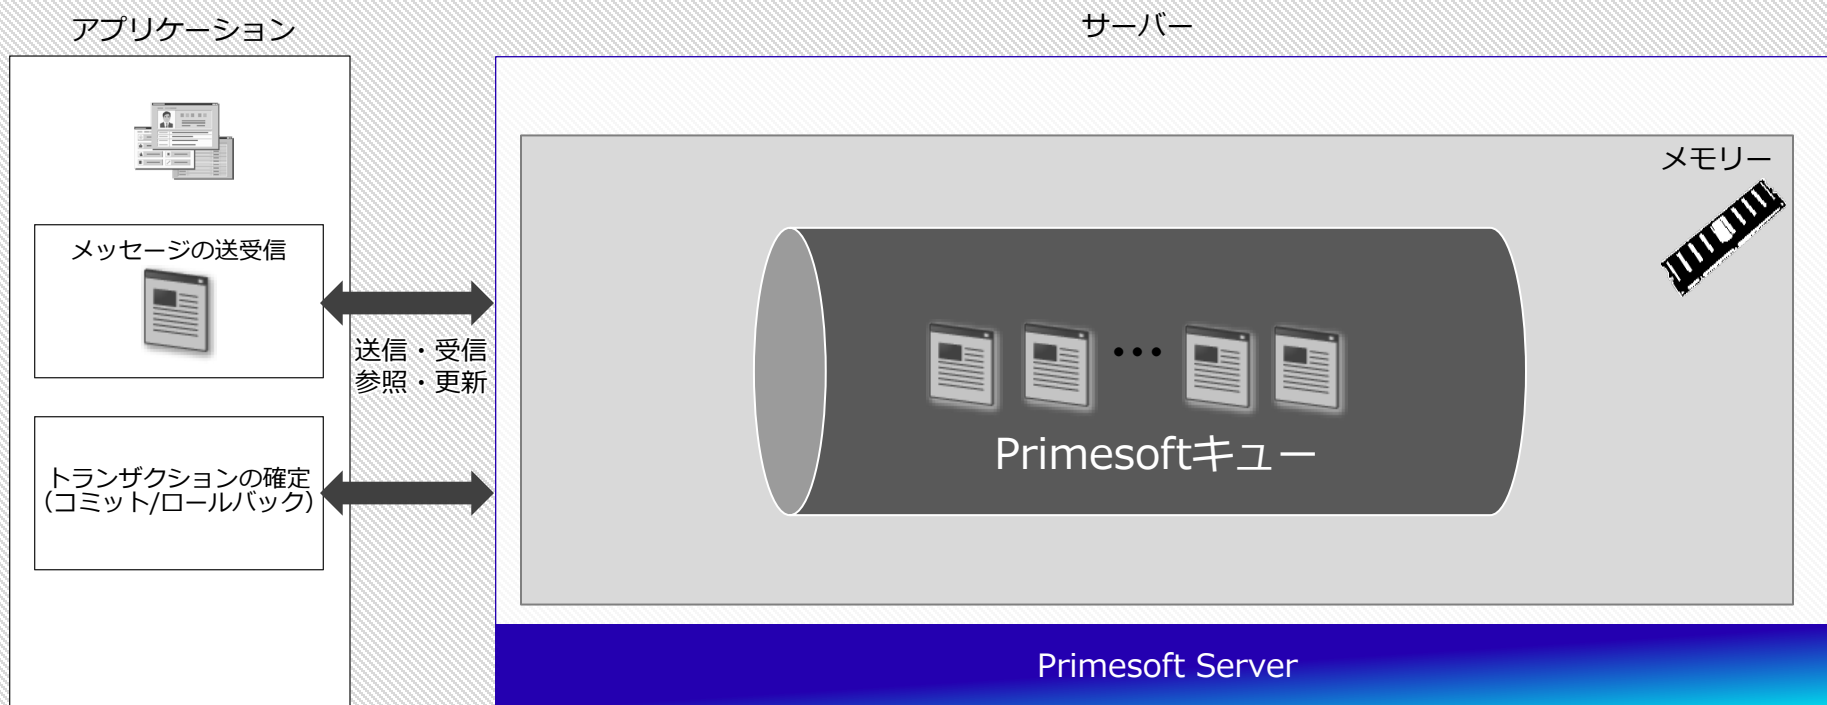 アプリケーション
サーバー
メモリー
メッセージの送受信
送信・受信
参照・更新
•••
Primesoftキュー
トランザクションの確定
（コミット/ロールバック）
Primesoft Server